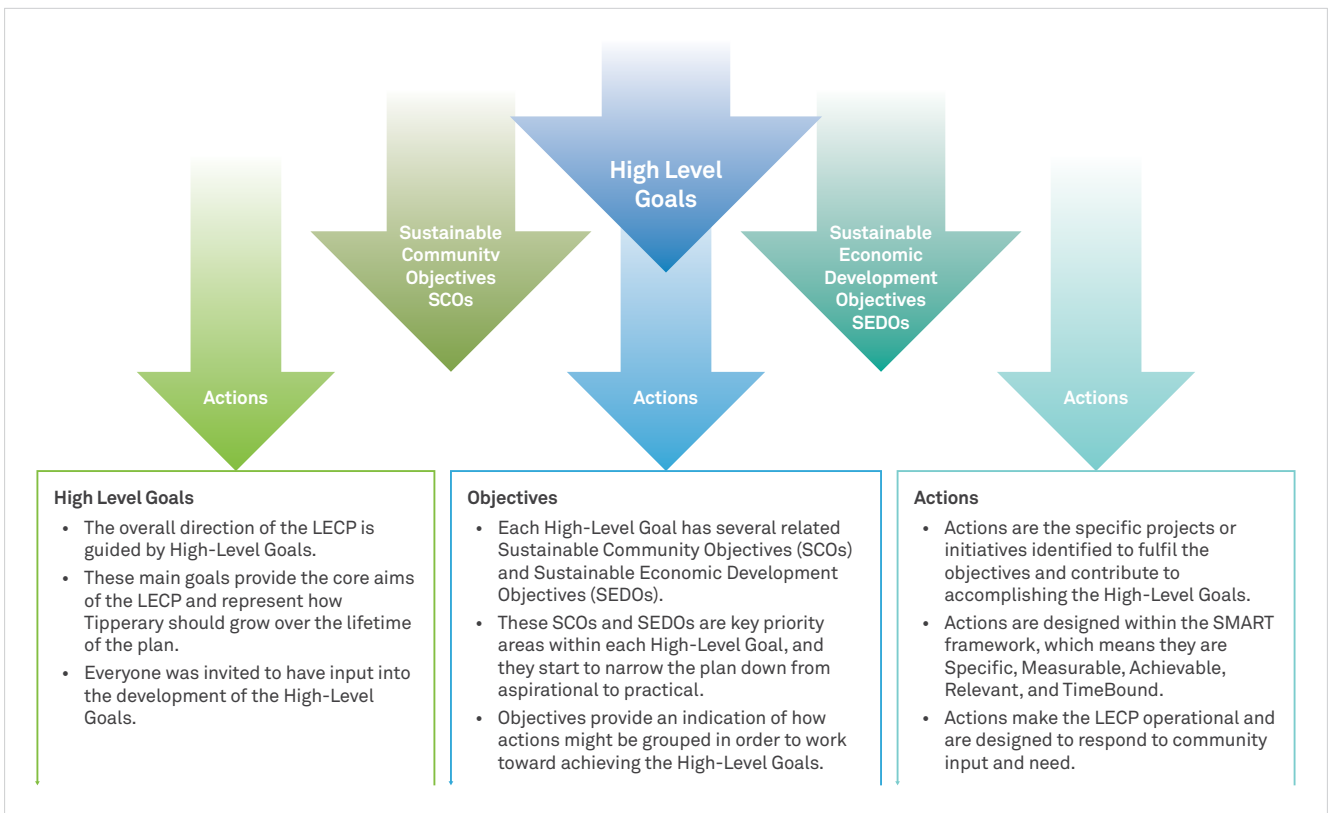 High Level
Goals
Sustainable
Communitv
Objectives
SCOs
Sustainable
Economic
Development
Objectives
SEDOs
Actions
Actions
Actions
High Level Goals
• The overall direction of the LECP is
guided by High-Level Goals.
• These main goals provide the core aims
of the LECP and represent how
Tipperary should grow over the lifetime
of the plan.
• Everyone was invited to have input into
the development of the High-Level
Goals.
Objectives
• Each High-Level Goal has several related
Sustainable Community Objectives (SCOs)
and Sustainable Economic Development
Objectives (SEDOs).
• These SCOs and SEDOs are key priority
areas within each High-Level Goal, and
they start to narrow the plan down from
aspirational to practical.
• Objectives provide an indication of how
actions might be grouped in order to work
toward achieving the High-Level Goals.
Actions
• Actions are the specific projects or
initiatives identified to fulfil the
objectives and contribute to
accomplishing the High-Level Goals.
• Actions are designed within the SMART
framework, which means they are
Specific, Measurable, Achievable,
Relevant, and TimeBound.
• Actions make the LECP operational and
are designed to respond to community
input and need.